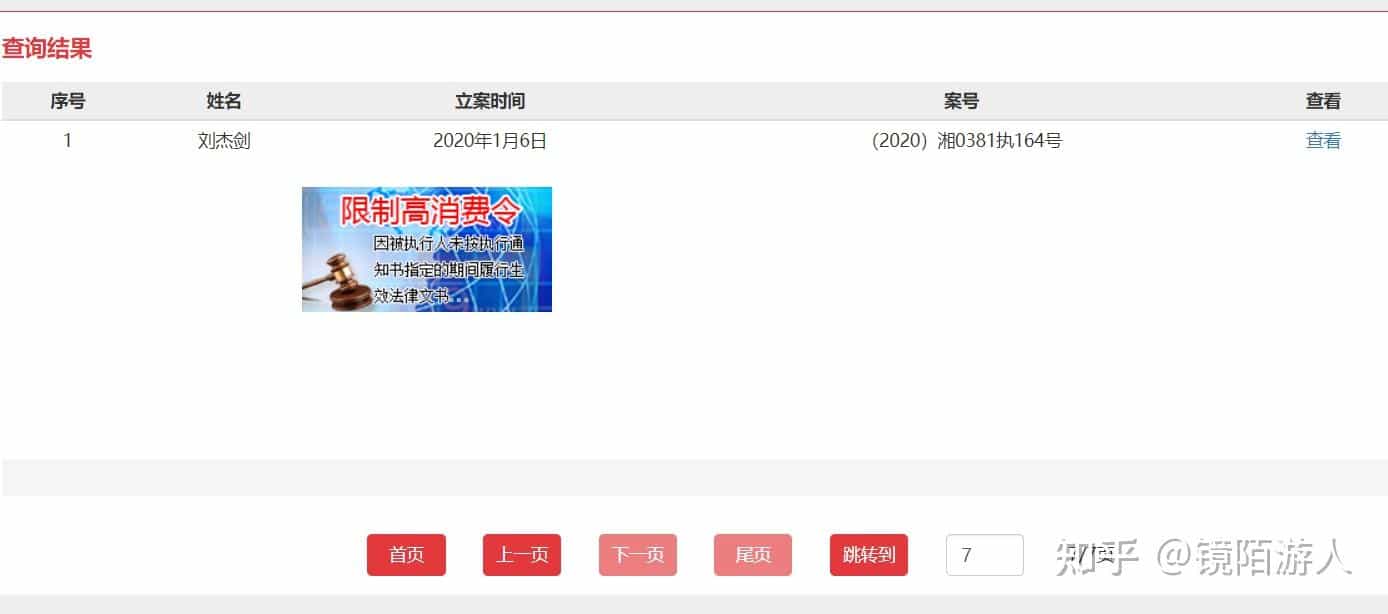 查询结果
序号 姓名 立案时间 案号 查看
1 刘杰剑 2020年1月6日 （2020）湘0381执164号 查看
限制高消费令
因被执行人未按执行通
知书指定的期间履行生
效法律文书...
首页 上一页 下一页 尾页 跳转到 7
知乎 @镜陌游人